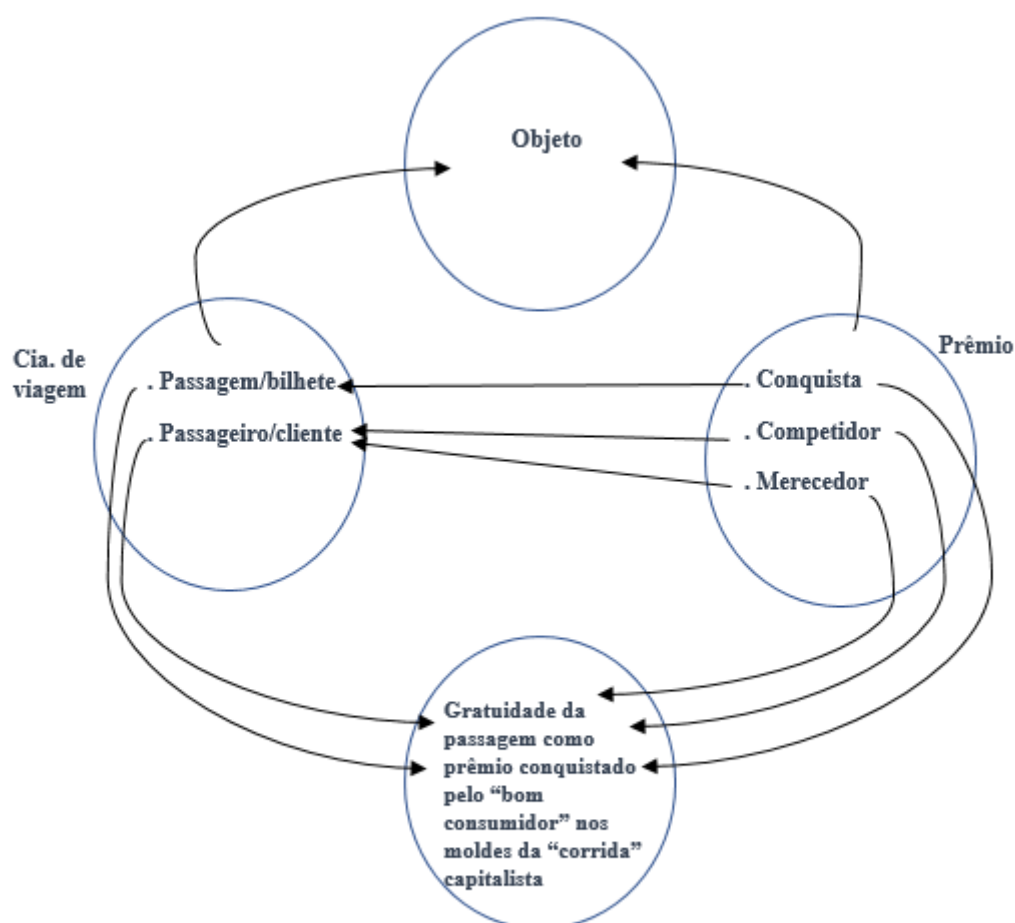 Objeto
Cia. de
viagem
Prêmio
. Passagem/bilhete
. Passageiro/cliente
. Conquista
. Competidor
. Merecedor
Gratuidade da
passagem como
prêmio conquistado
pelo “bom
consumidor” nos
moldes da “corrida”
capitalista